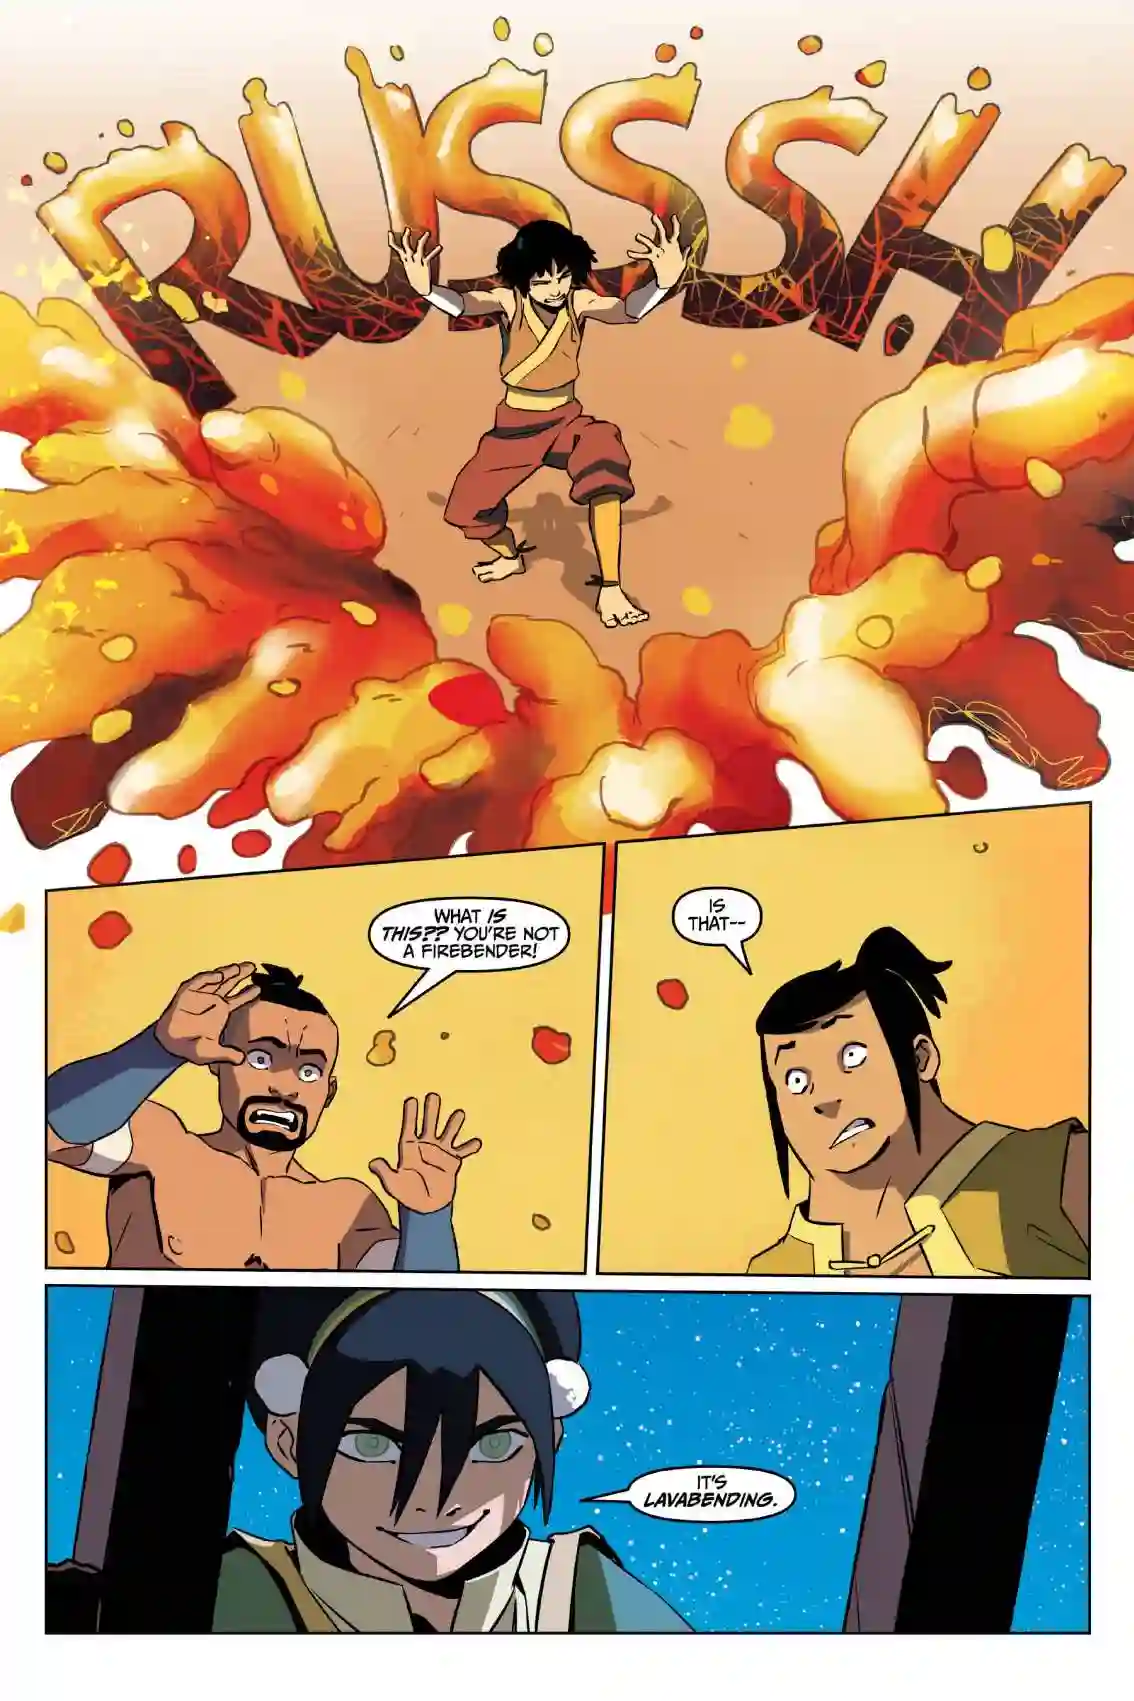 RUSSSH!
WHAT IS
THIS?? YOU'RE NOT
A FIREBENDER!
IS
THAT--
IT'S
LAVABENDING.